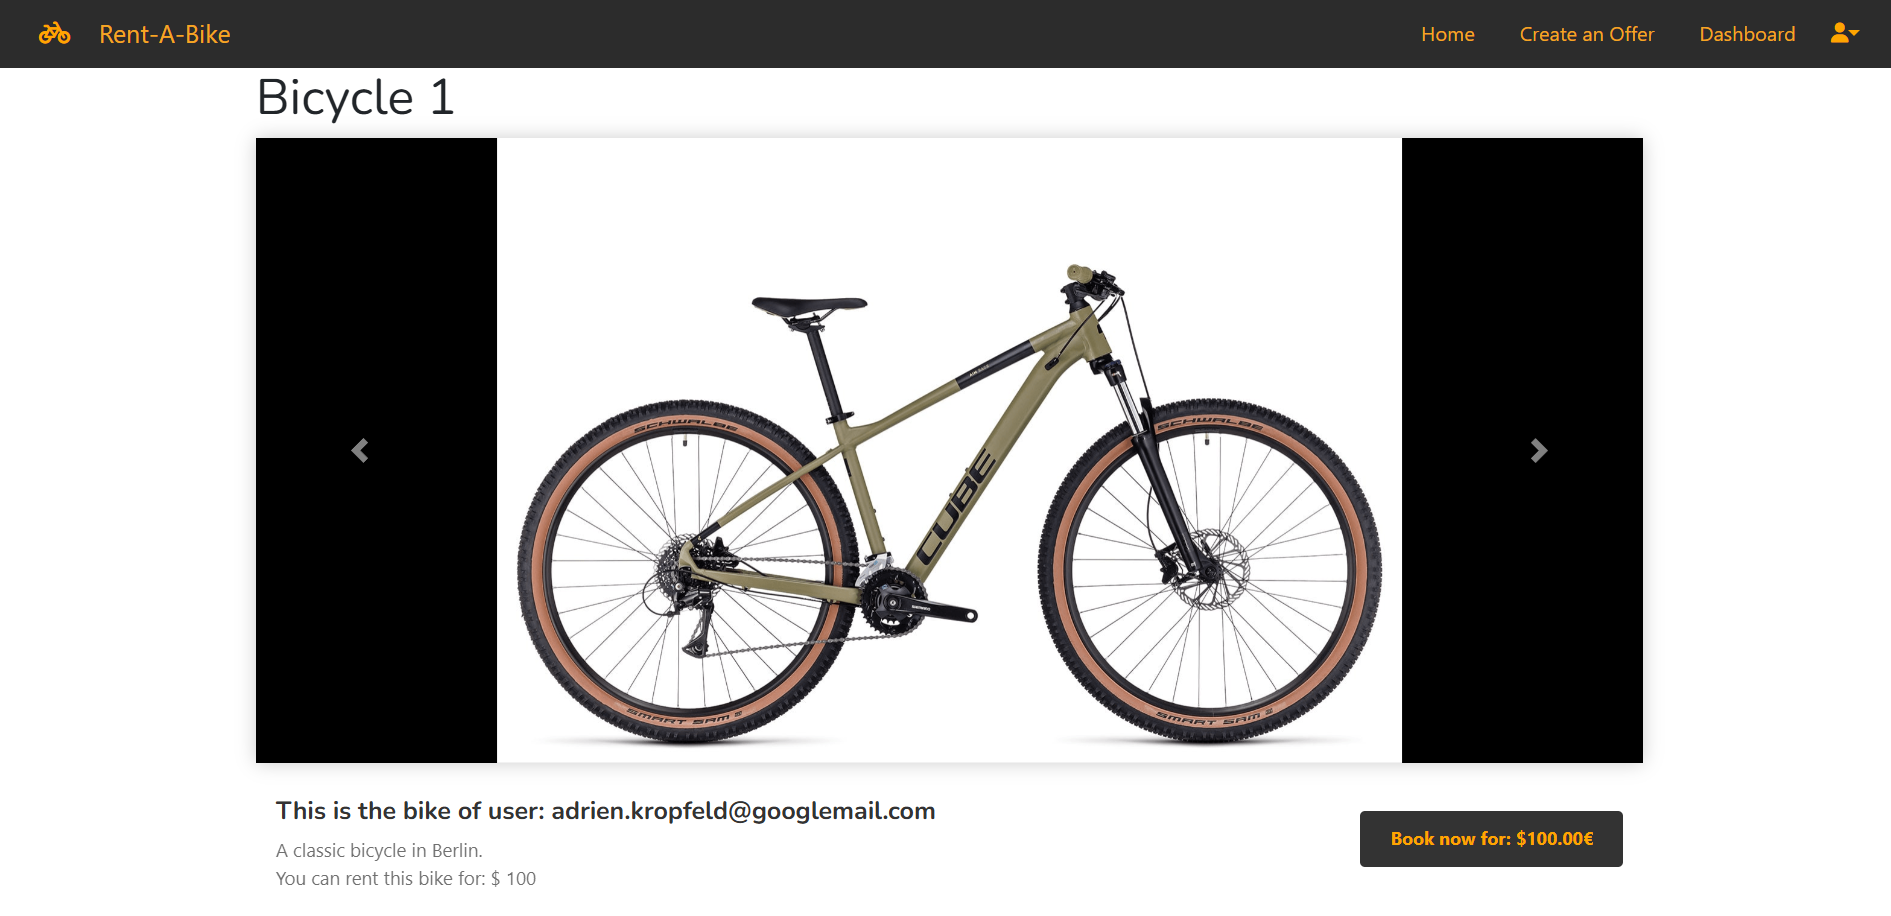 Rent-A-Bike
Home
Create an Offer
Dashboard
Bicycle 1
SCHWALBE
SCHWALBE
CUBE
SMART SAM
SMART SAM
This is the bike of user: adrien.kropfeld@googlemail.com
A classic bicycle in Berlin.
You can rent this bike for: $ 100
Book now for: $100.00€